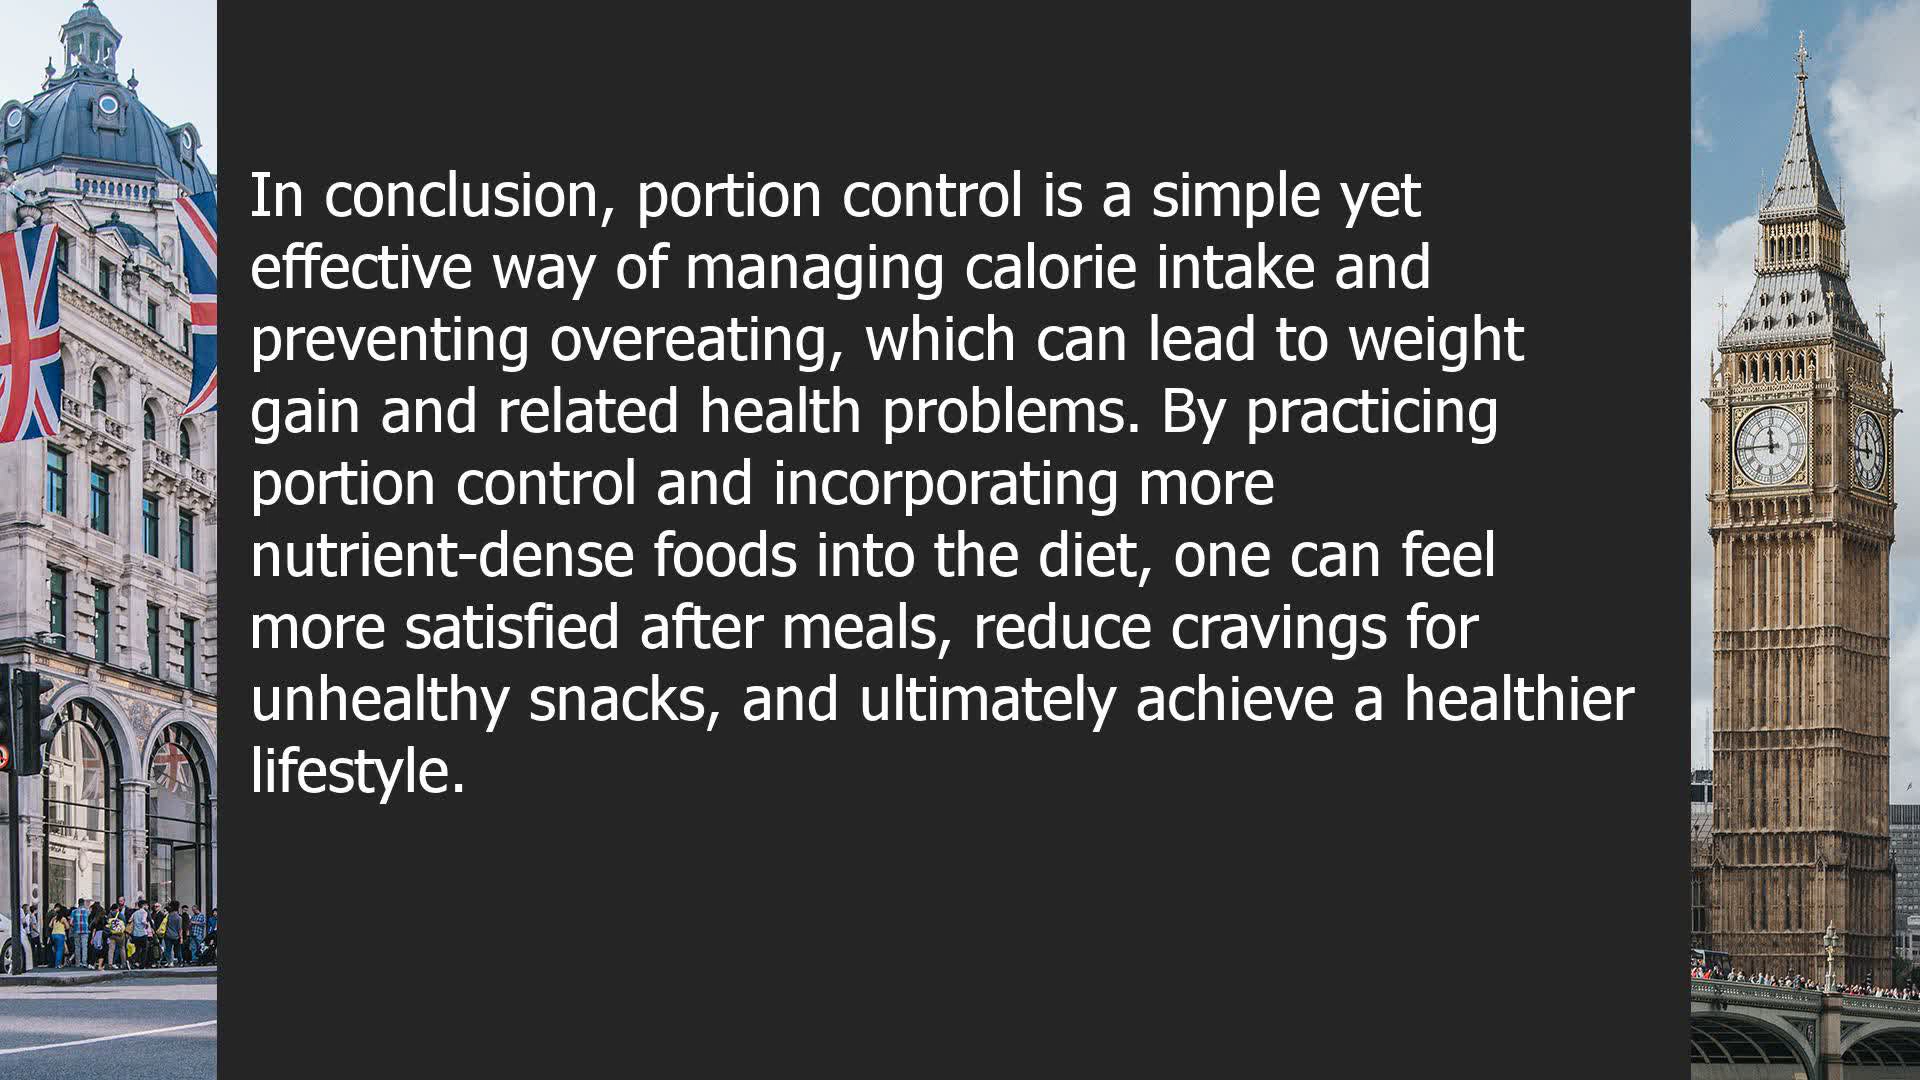 In conclusion, portion control is a simple yet
effective way of managing calorie intake and
preventing overeating, which can lead to weight
gain and related health problems. By practicing
portion control and incorporating more
nutrient-dense foods into the diet, one can feel
more satisfied after meals, reduce cravings for
unhealthy snacks, and ultimately achieve a healthier
lifestyle.